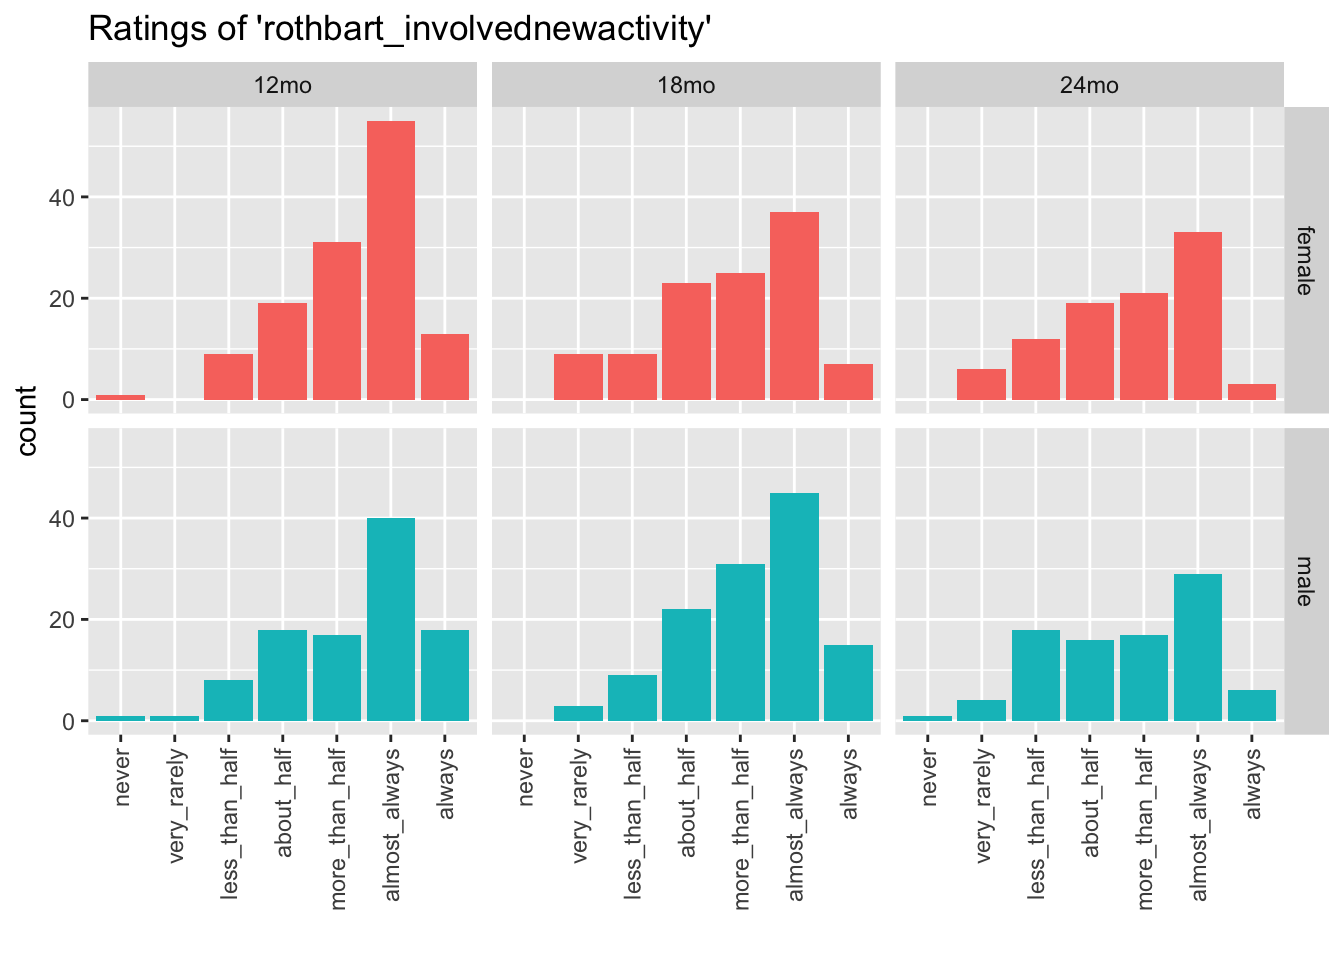 Ratings of 'rothbart_involvednewactivity'
12mo
18mo
24mo
40
20
0
female
count
40
20
0
male
never
very_rarely
less_than_half
about_half
more_than_half
almost_always
always
never
very_rarely
less_than_half
about_half
more_than_half
almost_always
always
never
very_rarely
less_than_half
about_half
more_than_half
almost_always
always